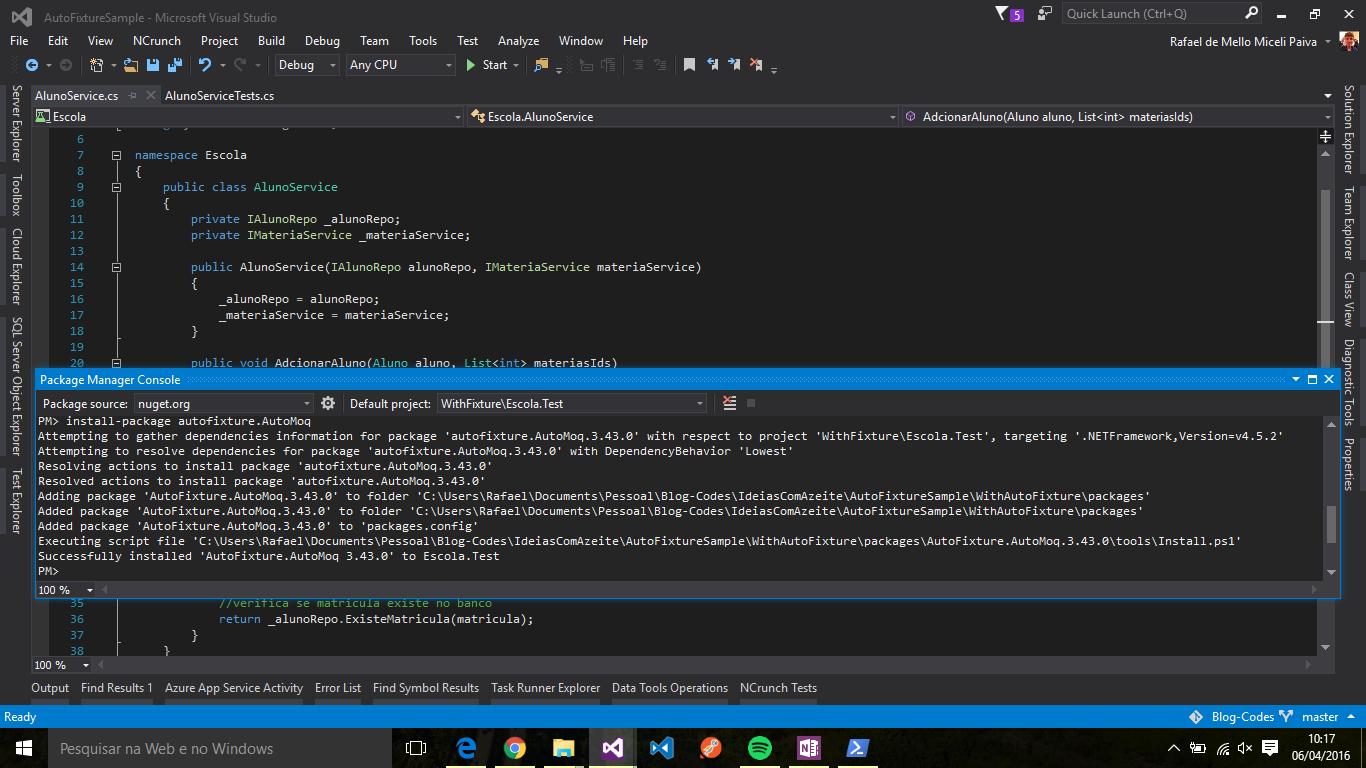 AutoFixtureSample - Microsoft Visual Studio
5
Quick Launch (Ctrl+Q)
File Edit View NCrunch Project Build Debug Team Tools Test Analyze Window Help
Rafael de Mello Miceli Paiva
Debug Any CPU Start
AlunoService.cs AlunoServiceTests.cs
Escola Escola.AlunoService AdcionarAluno(Aluno aluno, List<int> materiasIds)
6
7 namespace Escola
8 {
9 public class AlunoService
10 {
11 private IAlunoRepo _alunoRepo;
12 private IMateriaService _materiaService;
13
14 public AlunoService(IAlunoRepo alunoRepo, IMateriaService materiaService)
15 {
16 _alunoRepo = alunoRepo;
17 _materiaService = materiaService;
18 }
19
20 public void AdcionarAluno(Aluno aluno, List<int> materiasIds)
Package Manager Console
Package source: nuget.org Default project: WithFixture\Escola.Test
PM> install-package autofixture.AutoMoq
Attempting to gather dependencies information for package 'autofixture.AutoMoq.3.43.0' with respect to project 'WithFixture\Escola.Test', targeting '.NETFramework,Version=v4.5.2'
Attempting to resolve dependencies for package 'autofixture.AutoMoq.3.43.0' with DependencyBehavior 'Lowest'
Resolving actions to install package 'autofixture.AutoMoq.3.43.0'
Resolved actions to install package 'autofixture.AutoMoq.3.43.0'
Adding package 'AutoFixture.AutoMoq.3.43.0' to folder 'C:\Users\Rafael\Documents\Pessoal\Blog-Codes\IdeiasComAzeite\AutoFixtureSample\WithAutoFixture\packages'
Added package 'AutoFixture.AutoMoq.3.43.0' to folder 'C:\Users\Rafael\Documents\Pessoal\Blog-Codes\IdeiasComAzeite\AutoFixtureSample\WithAutoFixture\packages'
Added package 'AutoFixture.AutoMoq.3.43.0' to 'packages.config'
Executing script file 'C:\Users\Rafael\Documents\Pessoal\Blog-Codes\IdeiasComAzeite\AutoFixtureSample\WithAutoFixture\packages\AutoFixture.AutoMoq.3.43.0\tools\Install.ps1'
Successfully installed 'AutoFixture.AutoMoq 3.43.0' to Escola.Test
PM>
100 %
35 //verifica se matricula existe no banco
36 return _alunoRepo.ExisteMatricula(matricula);
37 }
38 }
100 %
Server Explorer
Toolbox
Cloud Explorer
SQL Server Object Explorer
Test Explorer
Solution Explorer
Team Explorer
Class View
Diagnostic Tools
Properties
Output Find Results 1 Azure App Service Activity Error List Find Symbol Results Task Runner Explorer Data Tools Operations NCrunch Tests
Ready Blog-Codes master
Pesquisar na Web e no Windows
10:17
06/04/2016